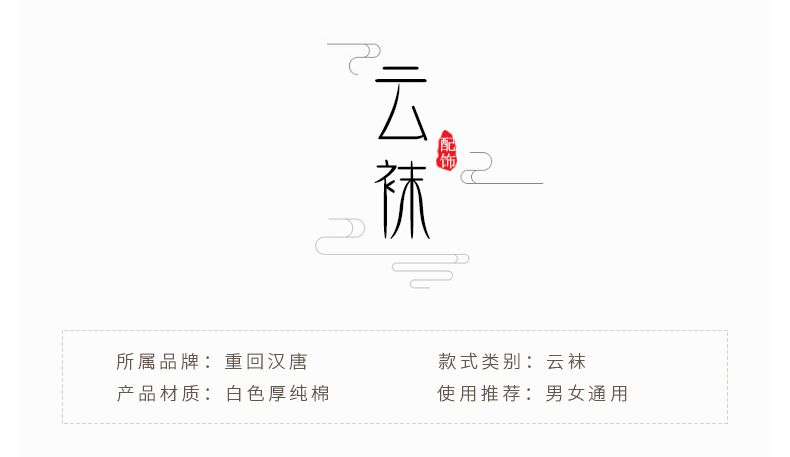 云袜
配饰
所属品牌：重回汉唐
款式类别：云袜
产品材质：白色厚纯棉
使用推荐：男女通用